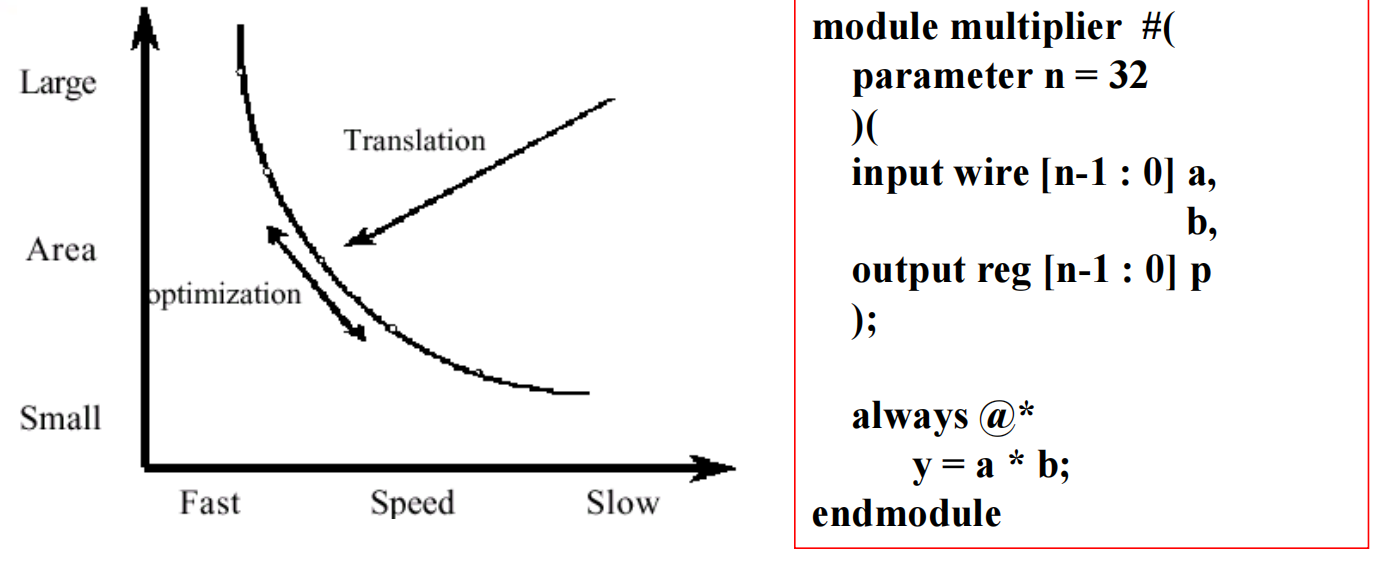 Large
Translation
Area
optimization
Small
Fast Speed Slow
module multiplier #(
parameter n = 32
)(
input wire [n-1 : 0] a,
b,
output reg [n-1 : 0] p
);
always @*
y = a * b;
endmodule